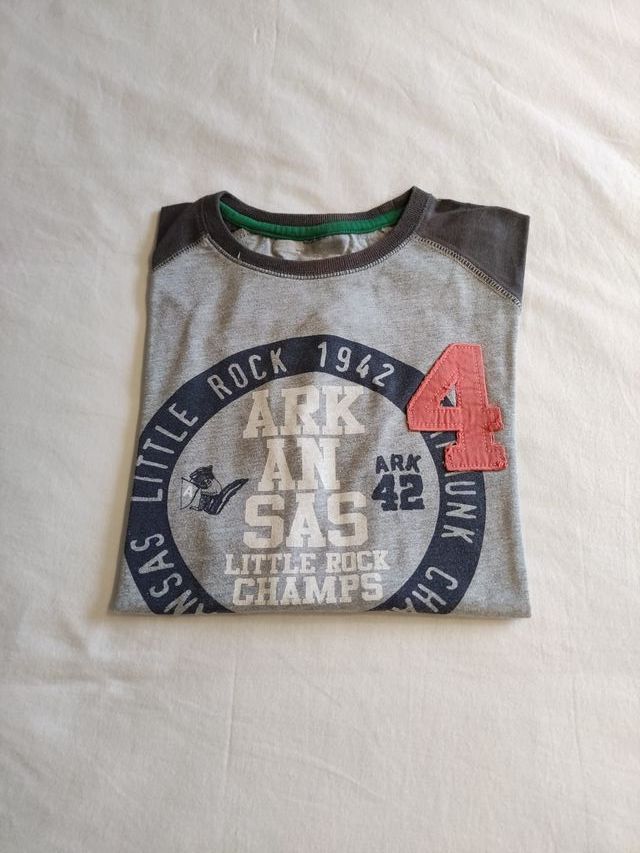 LITTLE ROCK 1942
ARK
AN
SAS
LITTLE ROCK
CHAMPS
ARK
42
4
A